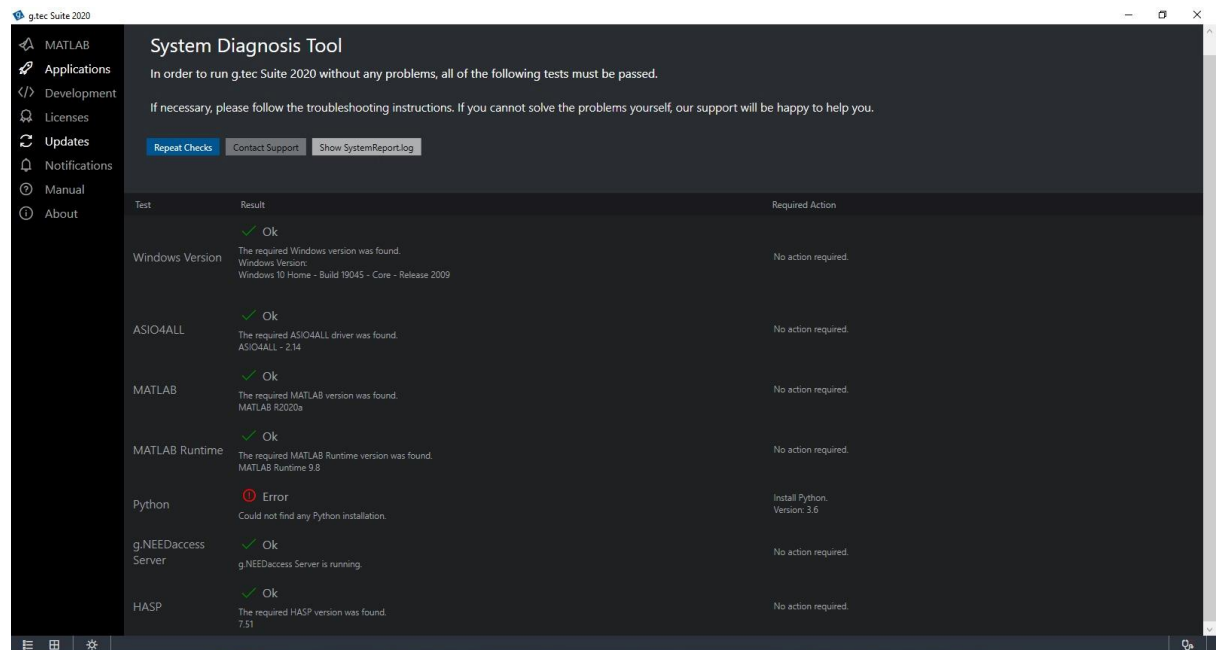 g.tec Suite 2020
MATLAB
Applications
Development
Licenses
Updates
Notifications
Manual
About
System Diagnosis Tool
In order to run g.tec Suite 2020 without any problems, all of the following tests must be passed.
If necessary, please follow the troubleshooting instructions. If you cannot solve the problems yourself, our support will be happy to help you.
Repeat Checks Contact Support Show SystemReport.log
Test Result Required Action
Ok
Windows Version
The required Windows version was found.
Windows Version:
Windows 10 Home - Build 19045 - Core - Release 2009
No action required.
ASIO4ALL
Ok
The required ASIO4ALL driver was found.
ASIO4ALL - 2.14
No action required.
MATLAB
Ok
The required MATLAB version was found.
MATLAB R2020a
No action required.
MATLAB Runtime
Ok
The required MATLAB Runtime version was found.
MATLAB Runtime 9.8
No action required.
Python
Error
Could not find any Python installation.
Install Python.
Version: 3.6
g.NEEDaccess
Server
Ok
g.NEEDaccess Server is running.
No action required.
HASP
Ok
The required HASP version was found.
7.51
No action required.